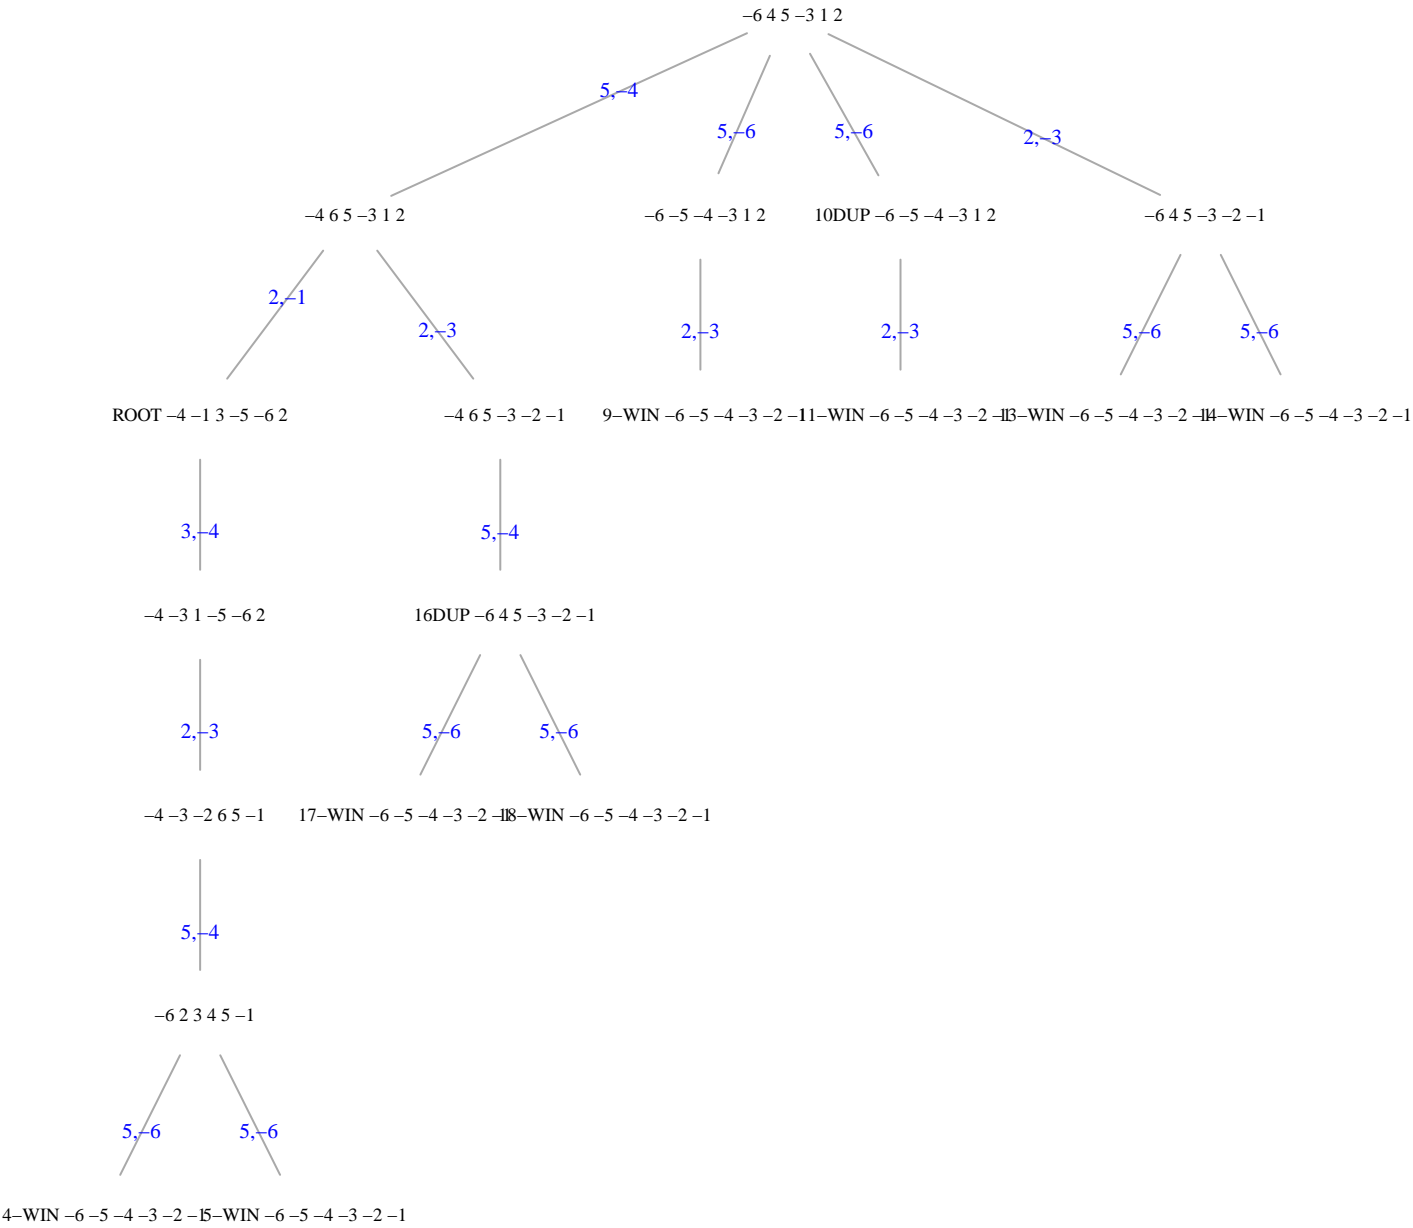 –6 4 5 –3 1 2
5,–4
5,–6
5,–6
2,–3
–4 6 5 –3 1 2
–6 –5 –4 –3 1 2
10DUP –6 –5 –4 –3 1 2
–6 4 5 –3 –2 –1
2,–1
2,–3
2,–3
2,–3
5,–6
5,–6
ROOT –4 –1 3 –5 –6 2
–4 6 5 –3 –2 –1
9–WIN –6 –5 –4 –3 –2 –1
11–WIN –6 –5 –4 –3 –2 –1
13–WIN –6 –5 –4 –3 –2 –1
14–WIN –6 –5 –4 –3 –2 –1
3,–4
5,–4
–4 –3 1 –5 –6 2
16DUP –6 4 5 –3 –2 –1
2,–3
5,–6
5,–6
–4 –3 –2 6 5 –1
17–WIN –6 –5 –4 –3 –2 –1
18–WIN –6 –5 –4 –3 –2 –1
5,–4
–6 2 3 4 5 –1
5,–6
5,–6
4–WIN –6 –5 –4 –3 –2 –1
5–WIN –6 –5 –4 –3 –2 –1